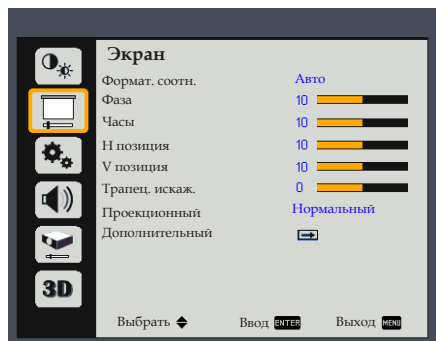 Экран
Формат. соотн. Авто
Фаза 10
Часы 10
H позиция 10
V позиция 10
Трапец. искаж. 0
Проекционный Нормальный
Дополнительный
3D
Выбрать Ввод ENTER Выход MENU